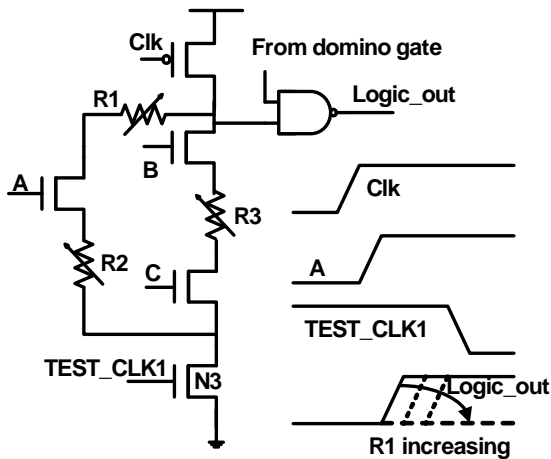 Clk
From domino gate
R1
Logic_out
B
A
Clk
R3
R2
A
C
TEST_CLK1
TEST_CLK1
N3
Logic_out
R1 increasing